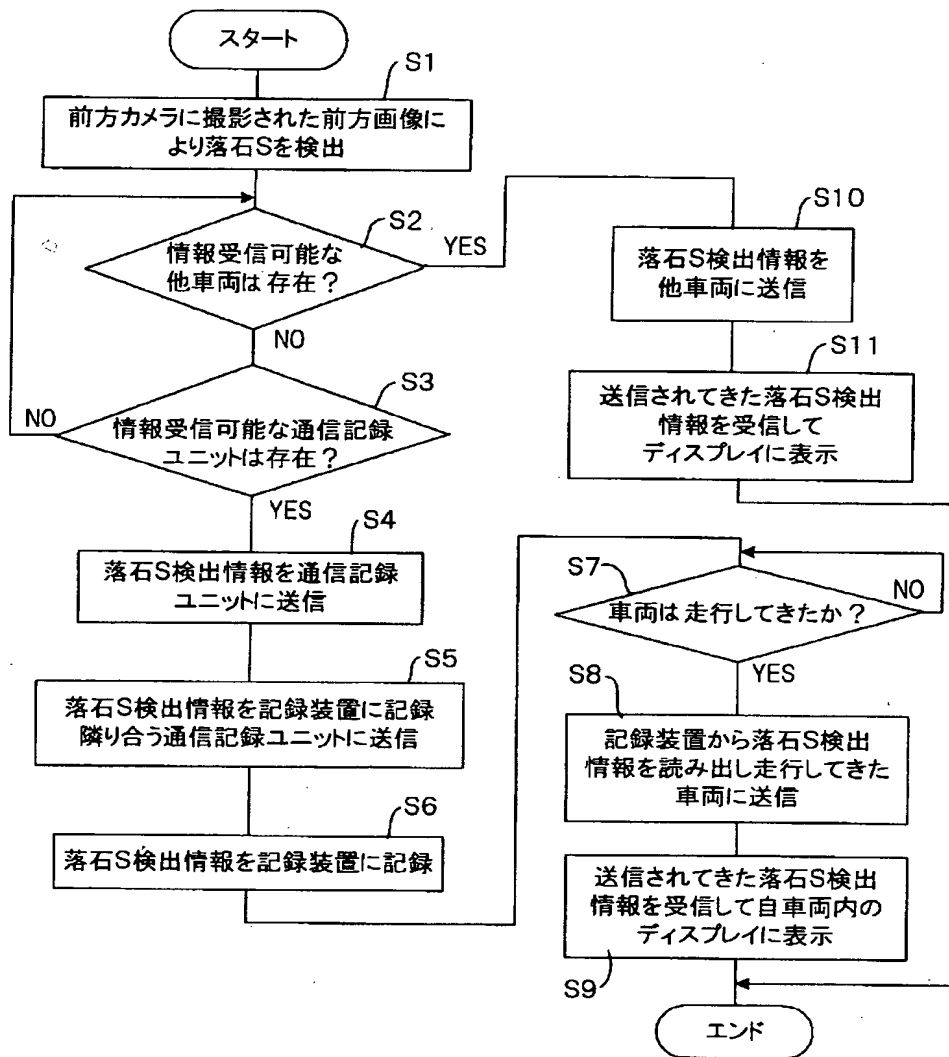 スタート
S1
前方カメラに撮影された前方画像に
より落石Sを検出
S2
情報受信可能な
他車両は存在？
YES
NO
S3
情報受信可能な通信記録
ユニットは存在？
NO
YES
S4
落石S検出情報を通信記録
ユニットに送信
S5
落石S検出情報を記録装置に記録
隣り合う通信記録ユニットに送信
S6
落石S検出情報を記録装置に記録
S10
落石S検出情報を
他車両に送信
S11
送信されてきた落石S検出
情報を受信して
ディスプレイに表示
S7
車両は走行してきたか？
NO
YES
S8
記録装置から落石S検出
情報を読み出し走行してきた
車両に送信
送信されてきた落石S検出
情報を受信して自車両内の
ディスプレイに表示
S9
エンド